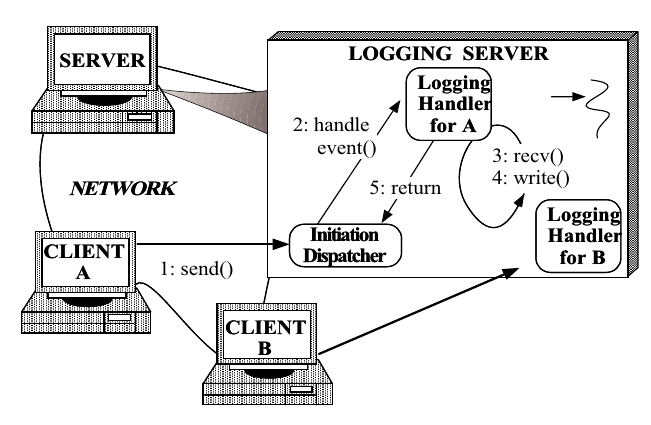 SERVER
LOGGING SERVER
Logging
Handler
for A
2: handle
event()
3: recv()
4: write()
5: return
NETWORK
Logging
Handler
for B
Initiation
Dispatcher
CLIENT
A
1: send()
CLIENT
B